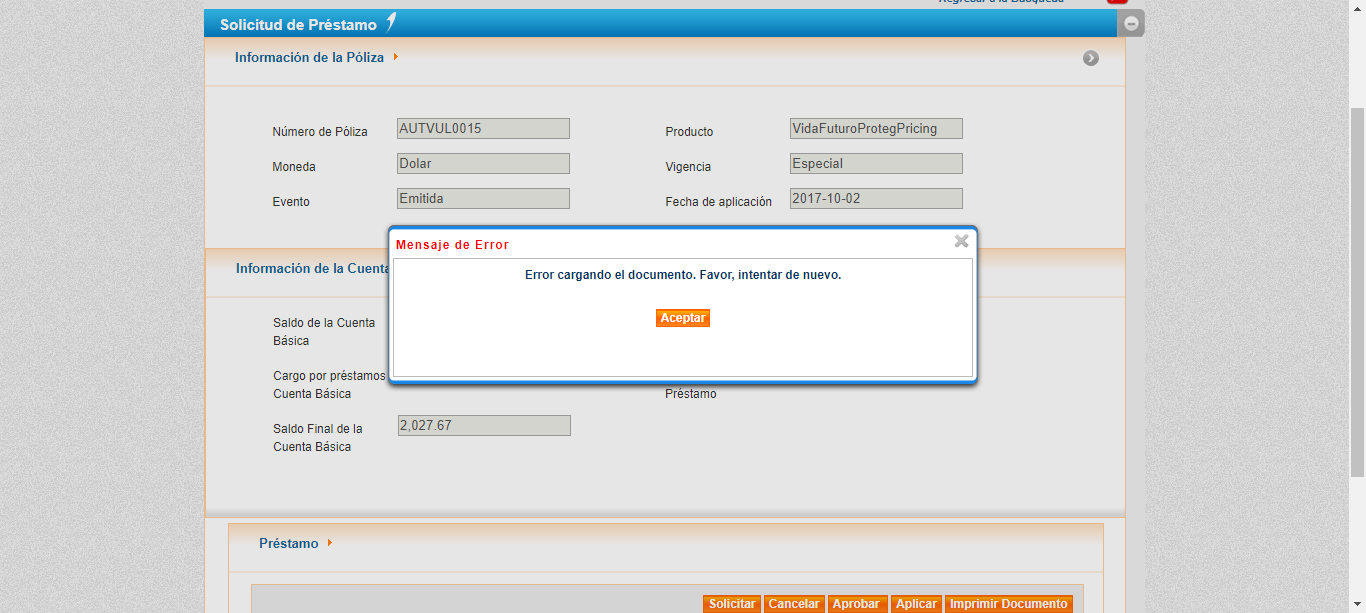 Regresar a la Búsqueda
Solicitud de Préstamo
Información de la Póliza
Número de Póliza AUTVUL0015 Producto VidaFuturoProtegPricing
Moneda Dolar Vigencia Especial
Evento Emitida Fecha de aplicación 2017-10-02
Mensaje de Error
Error cargando el documento. Favor, intentar de nuevo.
Aceptar
Información de la Cuenta
Saldo de la Cuenta
Básica
Cargo por préstamos
Cuenta Básica Préstamo
Saldo Final de la 2,027.67
Cuenta Básica
Préstamo
Solicitar Cancelar Aprobar Aplicar Imprimir Documento